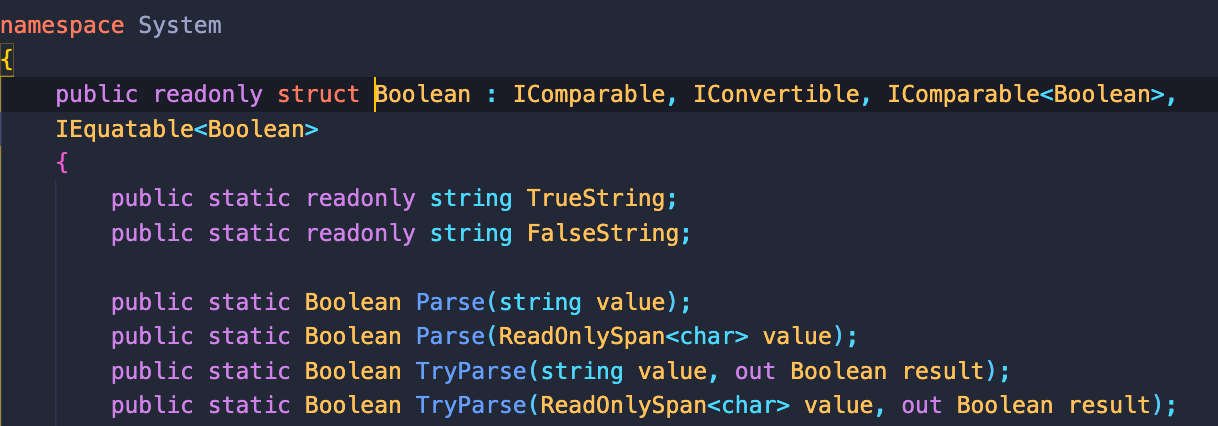 namespace System
{
public readonly struct Boolean : IComparable, IConvertible, IComparable<Boolean>,
IEquatable<Boolean>
{
public static readonly string TrueString;
public static readonly string FalseString;
public static Boolean Parse(string value);
public static Boolean Parse(ReadOnlySpan<char> value);
public static Boolean TryParse(string value, out Boolean result);
public static Boolean TryParse(ReadOnlySpan<char> value, out Boolean result);